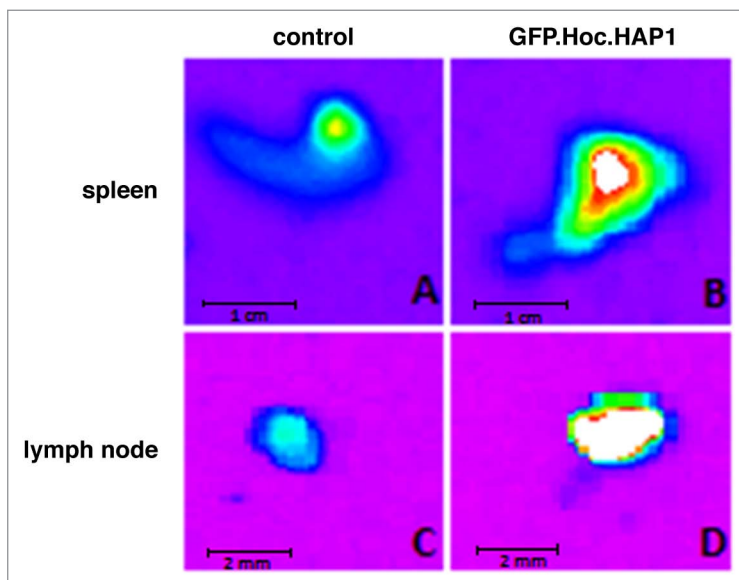 control GFP.Hoc.HAP1
spleen
A
1 cm
B
1 cm
lymph node
C
2 mm
D
2 mm